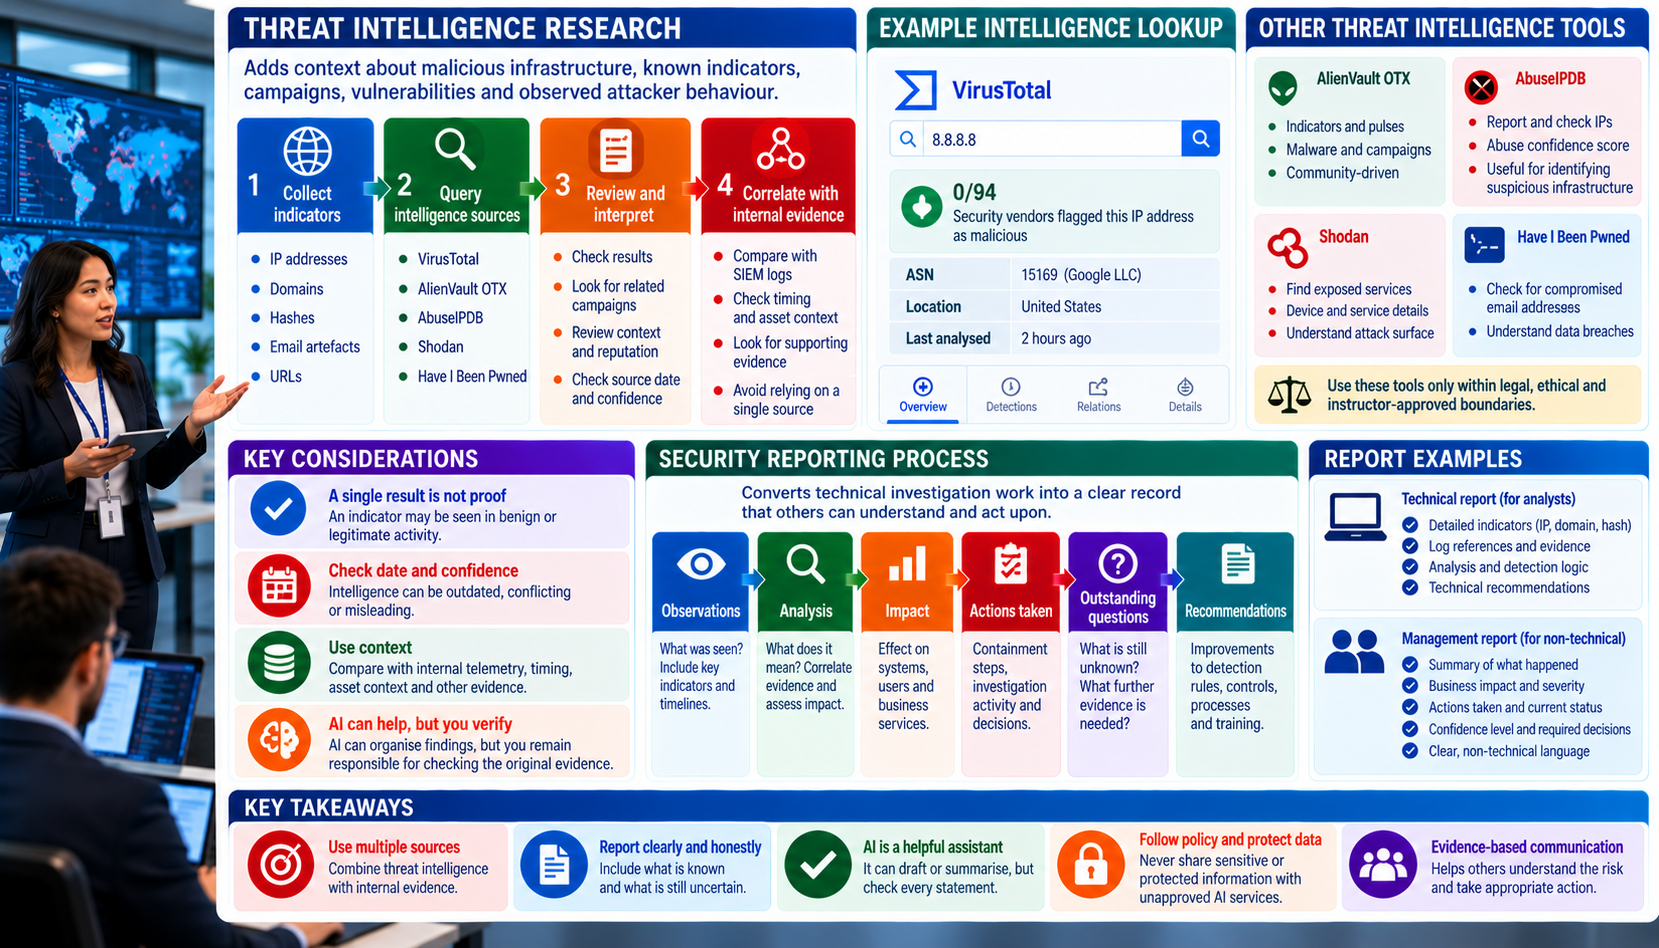 THREAT INTELLIGENCE RESEARCH
Adds context about malicious infrastructure, known indicators,
campaigns, vulnerabilities and observed attacker behaviour.
1 Collect
indicators
IP addresses
Domains
Hashes
Email artefacts
URLs
2 Query
intelligence sources
VirusTotal
AlienVault OTX
AbuseIPDB
Shodan
Have I Been Pwned
3 Review and
interpret
Check results
Look for related
campaigns
Review context
and reputation
Check source date
and confidence
4 Correlate with
internal evidence
Compare with
SIEM logs
Check timing
and asset context
Look for supporting
evidence
Avoid relying on a
single source
EXAMPLE INTELLIGENCE LOOKUP
VirusTotal
8.8.8.8
0/94
Security vendors flagged this IP address
as malicious
ASN 15169 (Google LLC)
Location United States
Last analysed 2 hours ago
Overview Detections Relations Details
OTHER THREAT INTELLIGENCE TOOLS
AlienVault OTX
Indicators and pulses
Malware and campaigns
Community-driven
AbuseIPDB
Report and check IPs
Abuse confidence score
Useful for identifying
suspicious infrastructure
Shodan
Find exposed services
Device and service details
Understand attack surface
Have I Been Pwned
Check for compromised
email addresses
Understand data breaches
Use these tools only within legal, ethical and
instructor-approved boundaries.
KEY CONSIDERATIONS
A single result is not proof
An indicator may be seen in benign or
legitimate activity.
Check date and confidence
Intelligence can be outdated, conflicting
or misleading.
Use context
Compare with internal telemetry, timing,
asset context and other evidence.
AI can help, but you verify
AI can organise findings, but you remain
responsible for checking the original evidence.
SECURITY REPORTING PROCESS
Converts technical investigation work into a clear record
that others can understand and act upon.
Observations
What was seen?
Include key
indicators and
timelines.
Analysis
What does it
mean? Correlate
evidence and
assess impact.
Impact
Effect on
systems,
users and
business
services.
Actions taken
Containment
steps,
investigation
activity and
decisions.
Outstanding
questions
What is still
unknown?
What further
evidence is
needed?
Recommendations
Improvements
to detection
rules, controls,
processes
and training.
REPORT EXAMPLES
Technical report (for analysts)
Detailed indicators (IP, domain, hash)
Log references and evidence
Analysis and detection logic
Technical recommendations
Management report (for non-technical)
Summary of what happened
Business impact and severity
Actions taken and current status
Confidence level and required decisions
Clear, non-technical language
KEY TAKEAWAYS
Use multiple sources
Combine threat intelligence
with internal evidence.
Report clearly and honestly
Include what is known
and what is still uncertain.
AI is a helpful assistant
It can draft or summarise, but
check every statement.
Follow policy and protect data
Never share sensitive or
protected information with
unapproved AI services.
Evidence-based communication
Helps others understand the risk
and take appropriate action.